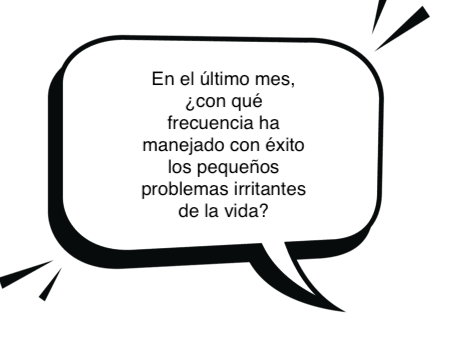 En el último mes,
¿con qué
frecuencia ha
manejado con éxito
los pequeños
problemas irritantes
de la vida?